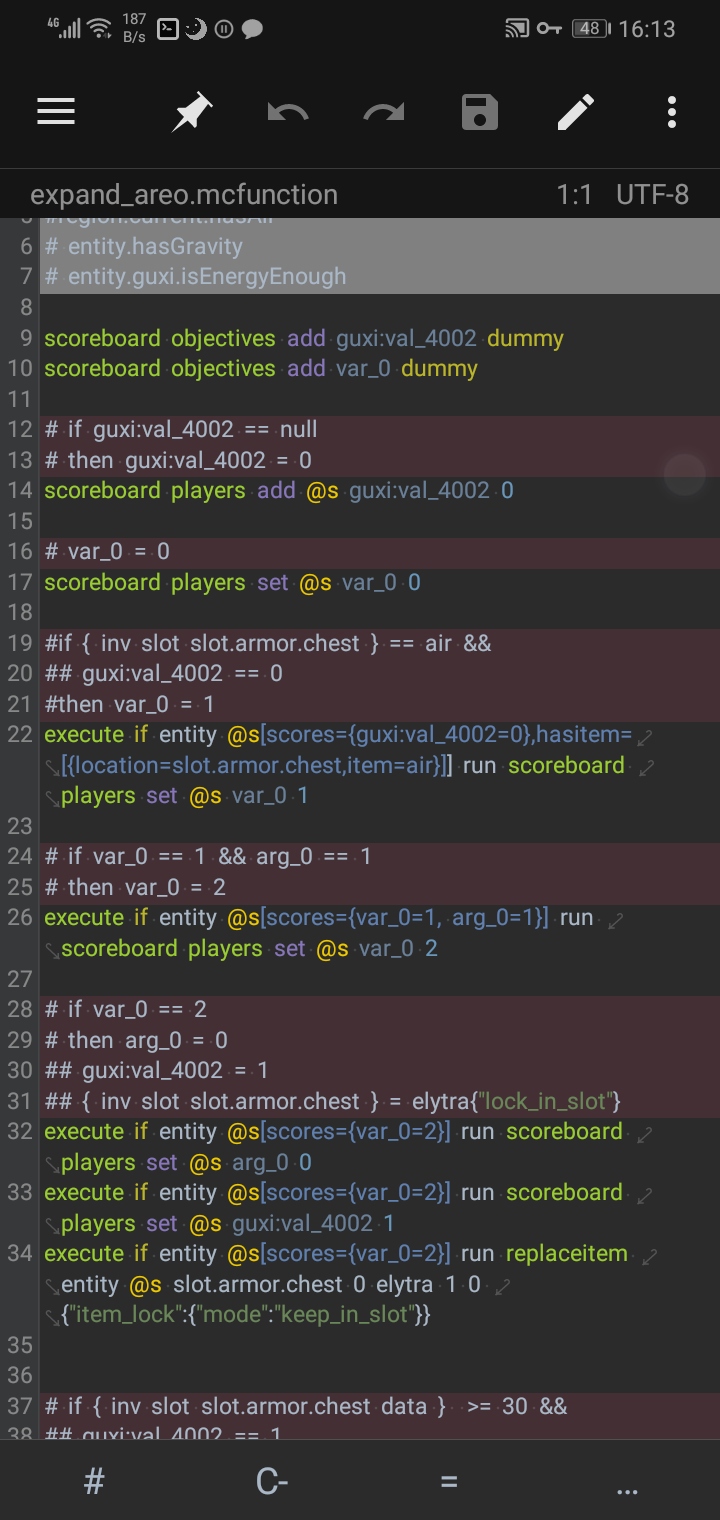 4G 187 B/s 48 16:13
expand_areo.mcfunction 1:1 UTF-8
5 #region.current.hasAir
6 # entity.hasGravity
7 # entity.guxi.isEnergyEnough
8
9 scoreboard objectives add guxi:val_4002 dummy
10 scoreboard objectives add var_0 dummy
11
12 # if guxi:val_4002 == null
13 # then guxi:val_4002 = 0
14 scoreboard players add @s guxi:val_4002 0
15
16 # var_0 = 0
17 scoreboard players set @s var_0 0
18
19 #if { inv slot slot.armor.chest } == air &&
20 ## guxi:val_4002 == 0
21 #then var_0 = 1
22 execute if entity @s[scores={guxi:val_4002=0},hasitem=
[{location=slot.armor.chest,item=air}]] run scoreboard
players set @s var_0 1
23
24 # if var_0 == 1 && arg_0 == 1
25 # then var_0 = 2
26 execute if entity @s[scores={var_0=1, arg_0=1}] run
scoreboard players set @s var_0 2
27
28 # if var_0 == 2
29 # then arg_0 = 0
30 ## guxi:val_4002 = 1
31 ## { inv slot slot.armor.chest } = elytra{"lock_in_slot"}
32 execute if entity @s[scores={var_0=2}] run scoreboard
players set @s arg_0 0
33 execute if entity @s[scores={var_0=2}] run scoreboard
players set @s guxi:val_4002 1
34 execute if entity @s[scores={var_0=2}] run replaceitem
entity @s slot.armor.chest 0 elytra 1 0
{"item_lock":{"mode":"keep_in_slot"}}
35
36
37 # if { inv slot slot.armor.chest data } >= 30 &&
38 ## guxi:val_4002 == 1
# C- = ...